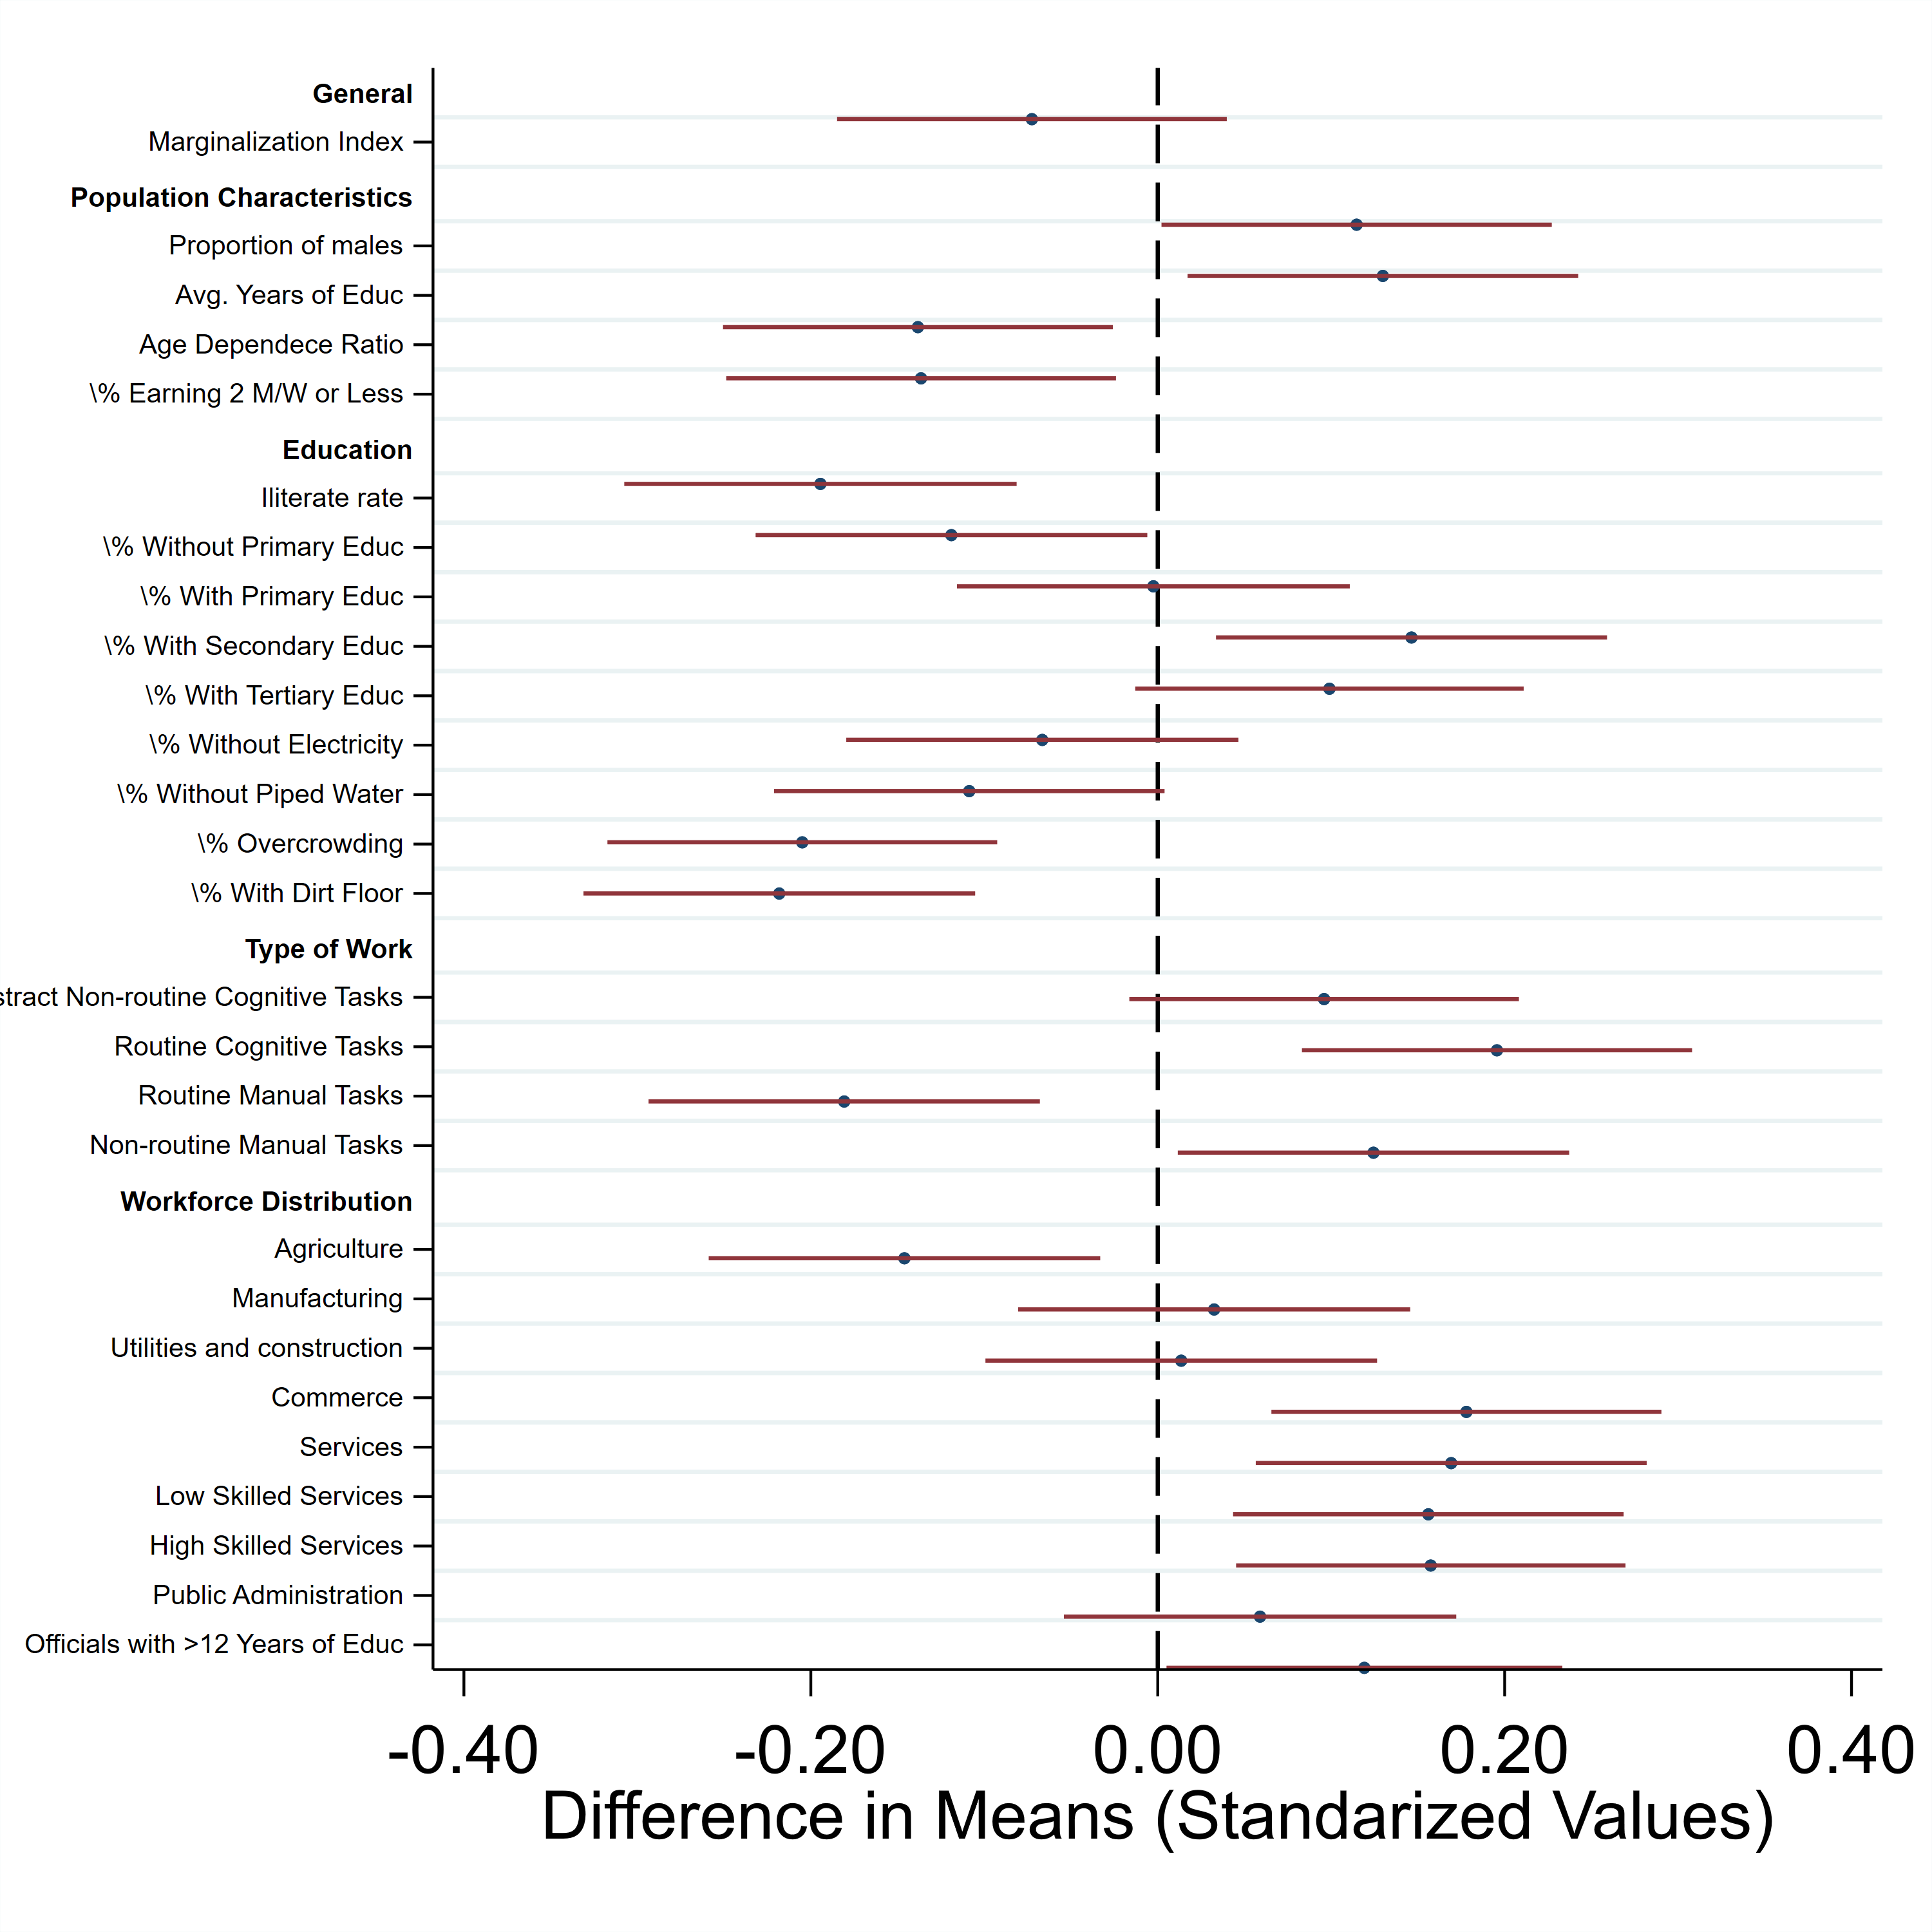 General
Marginalization Index
Population Characteristics
Proportion of males
Avg. Years of Educ
Age Dependece Ratio
\% Earning 2 M/W or Less
Education
Iliterate rate
\% Without Primary Educ
\% With Primary Educ
\% With Secondary Educ
\% With Tertiary Educ
\% Without Electricity
\% Without Piped Water
\% Overcrowding
\% With Dirt Floor
Type of Work
stract Non-routine Cognitive Tasks
Routine Cognitive Tasks
Routine Manual Tasks
Non-routine Manual Tasks
Workforce Distribution
Agriculture
Manufacturing
Utilities and construction
Commerce
Services
Low Skilled Services
High Skilled Services
Public Administration
Officials with >12 Years of Educ
-0.40 -0.20 0.00 0.20 0.40
Difference in Means (Standarized Values)